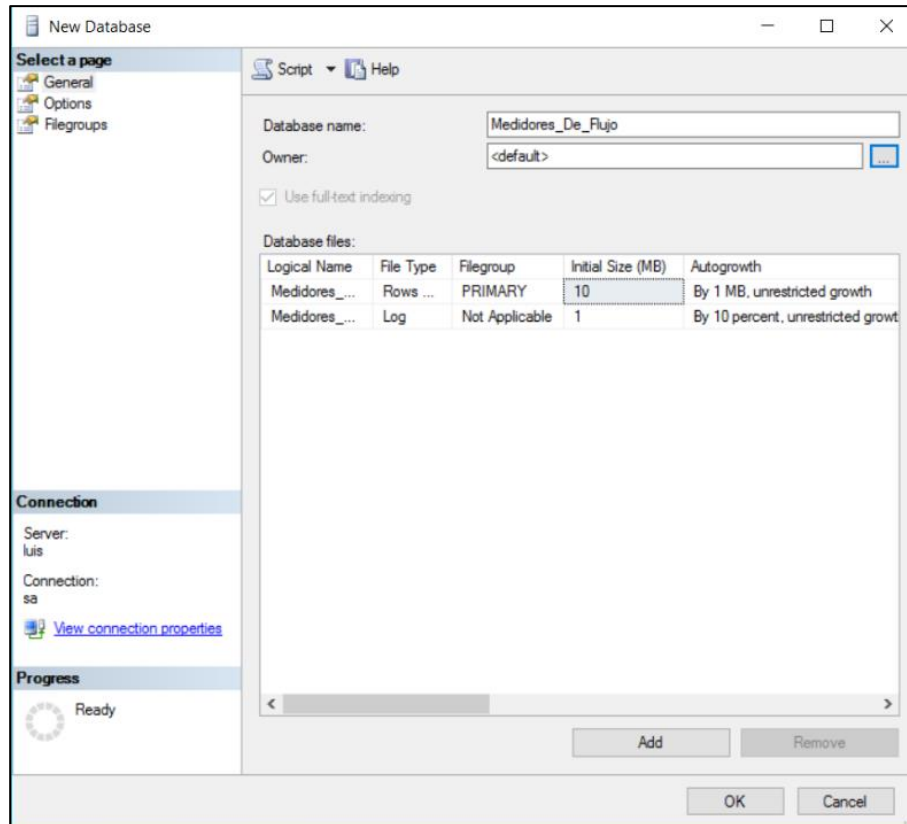 New Database
Select a page
General
Options
Filegroups
Connection
Server:
luis
Connection:
sa
View connection properties
Progress
Ready
Script Help
Database name: Medidores_De_Flujo
Owner: <default> ...
Use full-text indexing
Database files:
Logical Name File Type Filegroup Initial Size (MB) Autogrowth
Medidores_... Rows ... PRIMARY 10 By 1 MB, unrestricted growth
Medidores_... Log Not Applicable 1 By 10 percent, unrestricted growt
Add Remove
OK Cancel